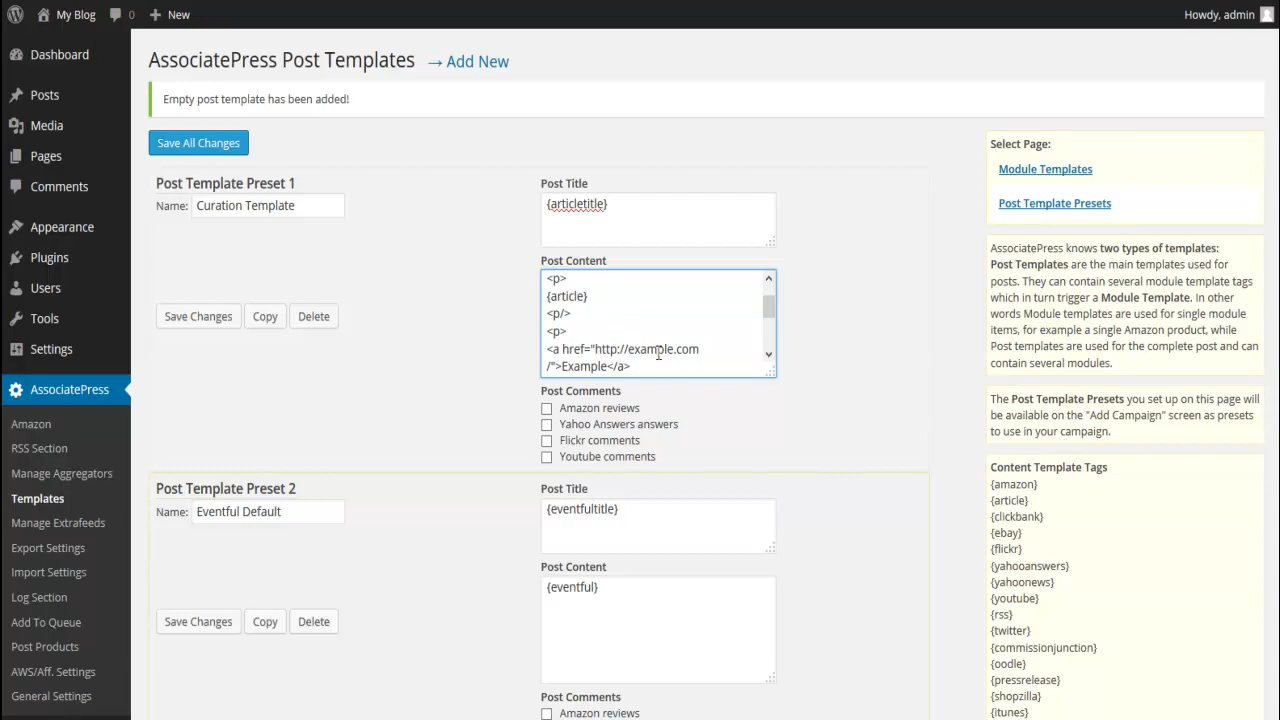 My Blog
0
New
Howdy, admin
Dashboard
Posts
Media
Pages
Comments
Appearance
Plugins
Users
Tools
Settings
AssociatePress
Amazon
RSS Section
Manage Aggregators
Templates
Manage Extrafeeds
Export Settings
Import Settings
Log Section
Add To Queue
Post Products
AWS/Aff. Settings
General Settings
AssociatePress Post Templates → Add New
Empty post template has been added!
Save All Changes
Post Template Preset 1
Name: Curation Template
Save Changes
Copy
Delete
Post Title
{articletitle}
Post Content
<p>
{article}
<p/>
<p>
<a href="http://example.com
/">Example</a>
Post Comments
Amazon reviews
Yahoo Answers answers
Flickr comments
Youtube comments
Post Template Preset 2
Name: Eventful Default
Save Changes
Copy
Delete
Post Title
{eventfultitle}
Post Content
{eventful}
Post Comments
Amazon reviews
Select Page:
Module Templates
Post Template Presets
AssociatePress knows two types of templates:
Post Templates are the main templates used for
posts. They can contain several module template tags
which in turn trigger a Module Template. In other
words Module templates are used for single module
items, for example a single Amazon product, while
Post templates are used for the complete post and can
contain several modules.
The Post Template Presets you set up on this page will
be available on the "Add Campaign" screen as presets
to use in your campaign.
Content Template Tags
{amazon}
{article}
{clickbank}
{ebay}
{flickr}
{yahooanswers}
{yahoonews}
{youtube}
{rss}
{twitter}
{commissionjunction}
{oodle}
{pressrelease}
{shopzilla}
{itunes}